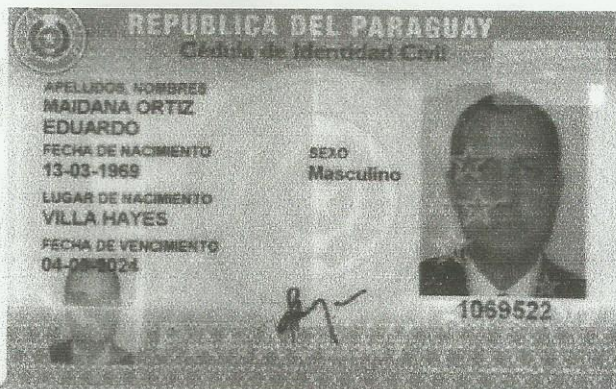 REPÚBLICA DEL PARAGUAY
Cédula de Identidad Civil
APELLIDOS, NOMBRES
MAIDANA ORTIZ
EDUARDO
FECHA DE NACIMIENTO
13-03-1969
SEXO
Masculino
LUGAR DE NACIMIENTO
VILLA HAYES
FECHA DE VENCIMIENTO
1069522